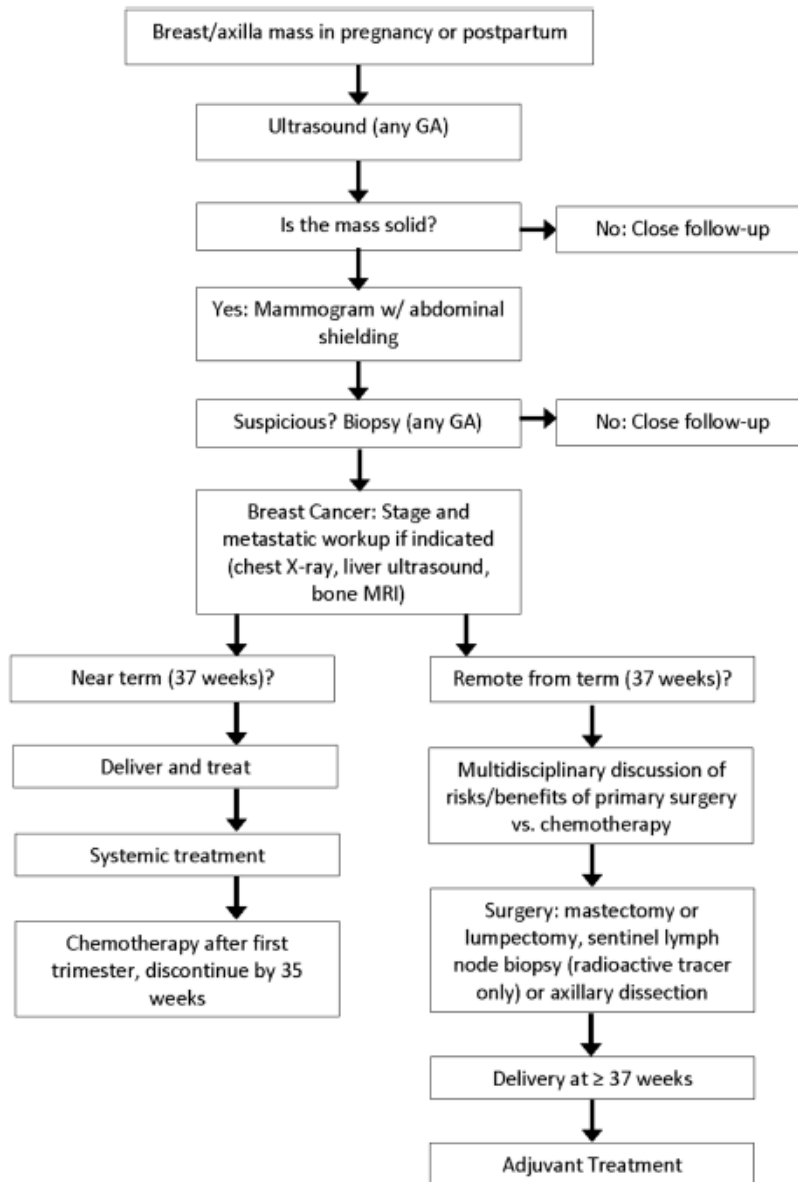 Breast/axilla mass in pregnancy or postpartum
Ultrasound (any GA)
Is the mass solid?
No: Close follow-up
Yes: Mammogram w/ abdominal
shielding
Suspicious? Biopsy (any GA)
No: Close follow-up
Breast Cancer: Stage and
metastatic workup if indicated
(chest X-ray, liver ultrasound,
bone MRI)
Near term (37 weeks)?
Deliver and treat
Systemic treatment
Chemotherapy after first
trimester, discontinue by 35
weeks
Remote from term (37 weeks)?
Multidisciplinary discussion of
risks/benefits of primary surgery
vs. chemotherapy
Surgery: mastectomy or
lumpectomy, sentinel lymph
node biopsy (radioactive tracer
only) or axillary dissection
Delivery at ≥ 37 weeks
Adjuvant Treatment